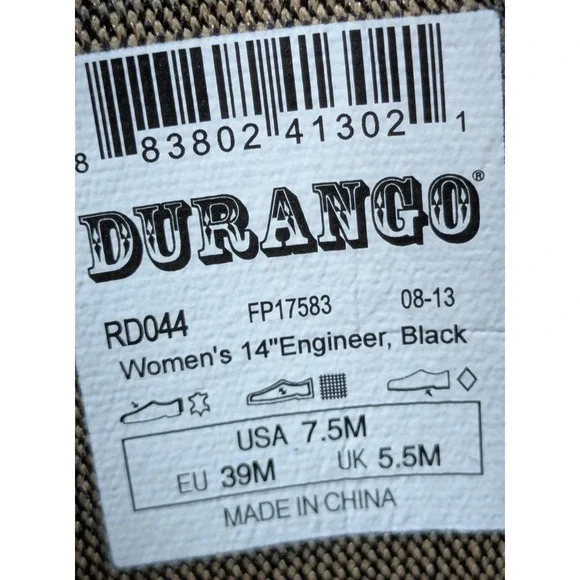 8 83802 41302 1
DURANGO®
RD044 FP17583 08-13
Women's 14"Engineer, Black
USA 7.5M
EU 39M UK 5.5M
MADE IN CHINA